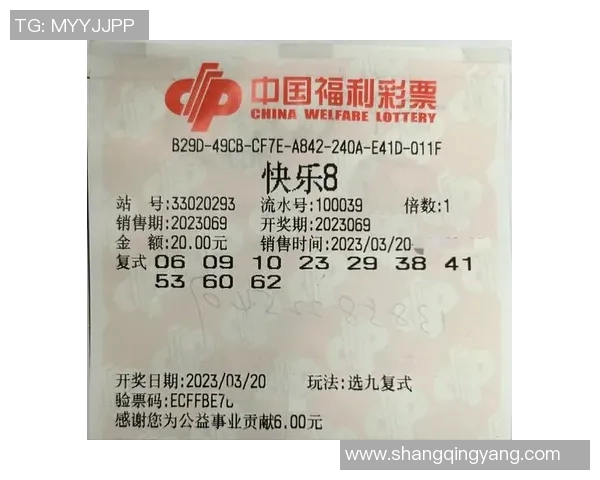 TG: MYYJJPP
中国福利彩票
CHINA WELFARE LOTTERY
B29D-49CB-CF7E-A842-240A-E41D-011F
快乐8
站 号:33020293 流水号:100039 倍数:1
销售期:2023069 开奖期:2023069
金 额:20.00元 销售时间:2023/03/20
复式 06 09 10 23 29 38 41
53 60 62
开奖日期:2023/03/20 玩法:选九复式
验票码:ECFFBE7
感谢您为公益事业贡献6.00元
www.shangqingyang.com